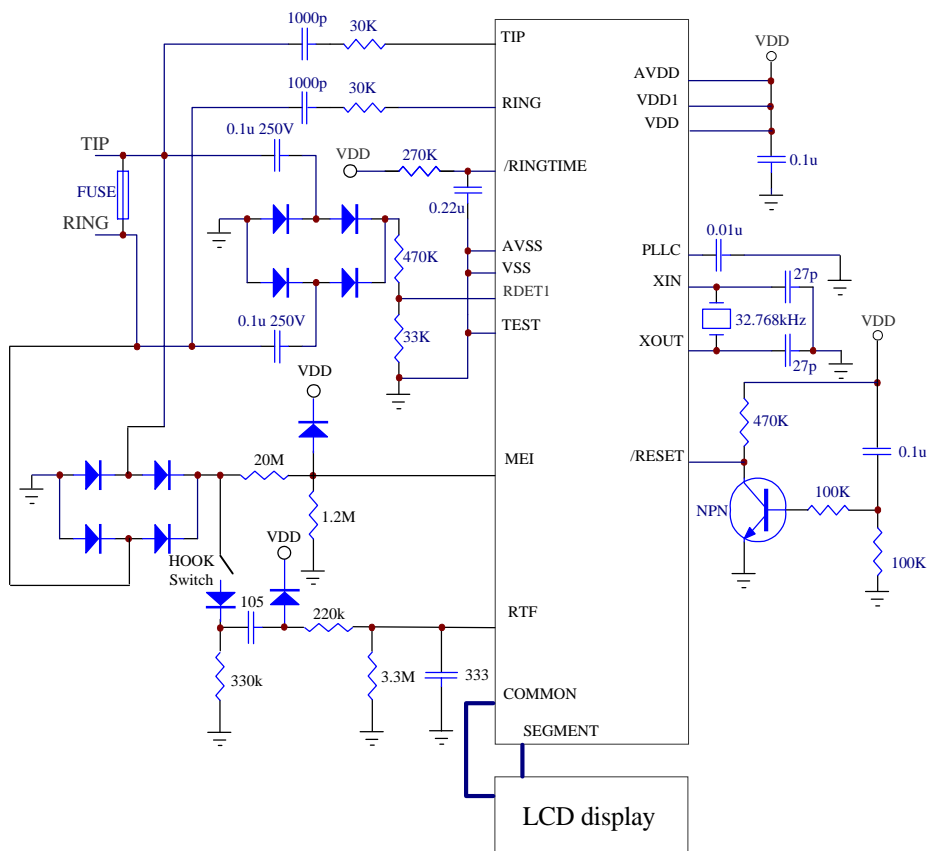 1000p
30K
TIP
1000p
30K
RING
0.1u 250V
TIP
FUSE
RING
VDD
270K
/RINGTIME
0.22u
470K
AVSS
VSS
RDET1
0.1u 250V
33K
TEST
VDD
20M
MEI
1.2M
HOOK
Switch
VDD
105
220k
RTF
330k
3.3M
333
COMMON
SEGMENT
LCD display
VDD
AVDD
VDD1
VDD
0.1u
0.01u
PLLC
27p
XIN
32.768kHz
XOUT
27p
VDD
470K
0.1u
/RESET
NPN
100K
100K